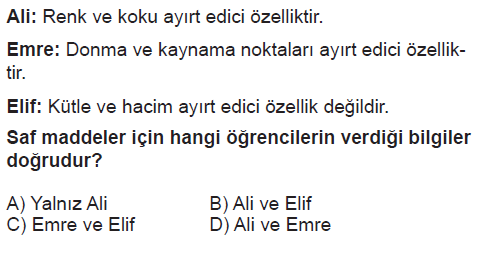 Ali: Renk ve koku ayırt edici özelliktir.
Emre: Donma ve kaynama noktaları ayırt edici özellik-
tir.
Elif: Kütle ve hacim ayırt edici özellik değildir.
Saf maddeler için hangi öğrencilerin verdiği bilgiler
doğrudur?
A) Yalnız Ali B) Ali ve Elif
C) Emre ve Elif D) Ali ve Emre